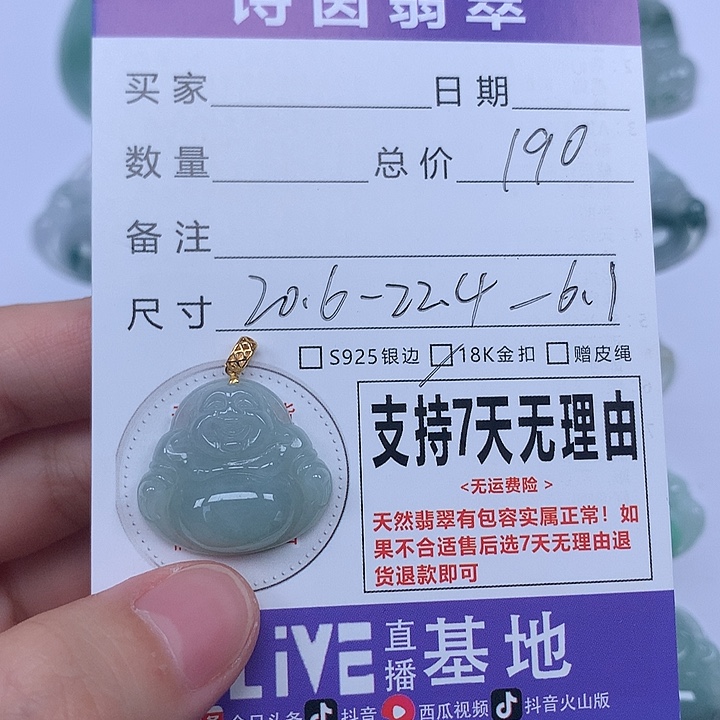 诗茵翡翠
买家 日期
数量 总价 190
备注
尺寸 20.6-22.4-6.1
S925银边 18K金扣 赠皮绳
支持7天无理由
<无运费险>
天然翡翠有包容实属正常！如
果不合适售后选7天无理由退
货退款即可
LiVE 直播 基地
今日头条 抖音 西瓜视频 抖音火山版